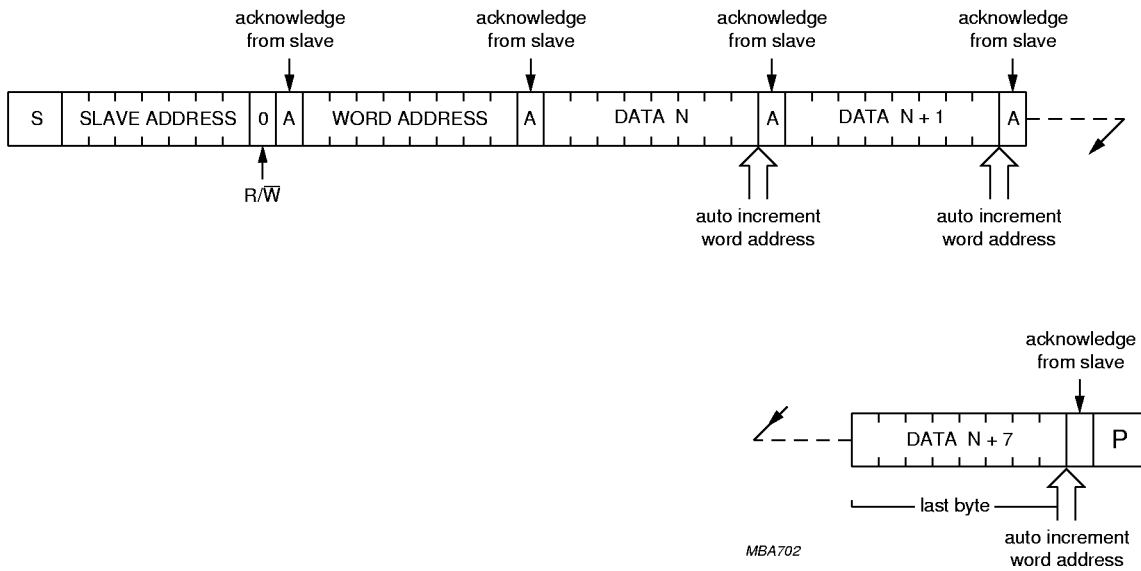 acknowledge
from slave
acknowledge
from slave
acknowledge
from slave
acknowledge
from slave
S SLAVE ADDRESS 0 A WORD ADDRESS A DATA N A DATA N + 1 A
R/W̅
auto increment
word address
auto increment
word address
acknowledge
from slave
DATA N + 7 P
last byte
auto increment
word address
MBA702